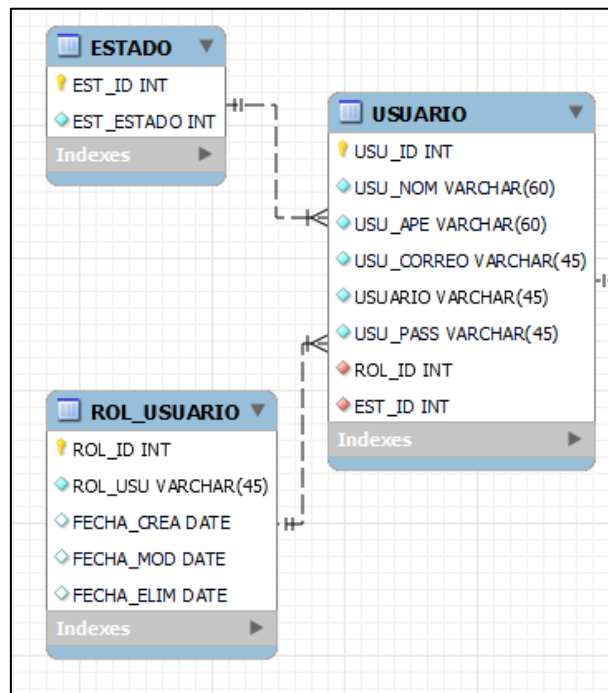 ESTADO
EST_ID INT
EST_ESTADO INT
Indexes
USUARIO
USU_ID INT
USU_NOM VARCHAR(60)
USU_APE VARCHAR(60)
USU_CORREO VARCHAR(45)
USUARIO VARCHAR(45)
USU_PASS VARCHAR(45)
ROL_ID INT
EST_ID INT
Indexes
ROL_USUARIO
ROL_ID INT
ROL_USU VARCHAR(45)
FECHA_CREA DATE
FECHA_MOD DATE
FECHA_ELIM DATE
Indexes